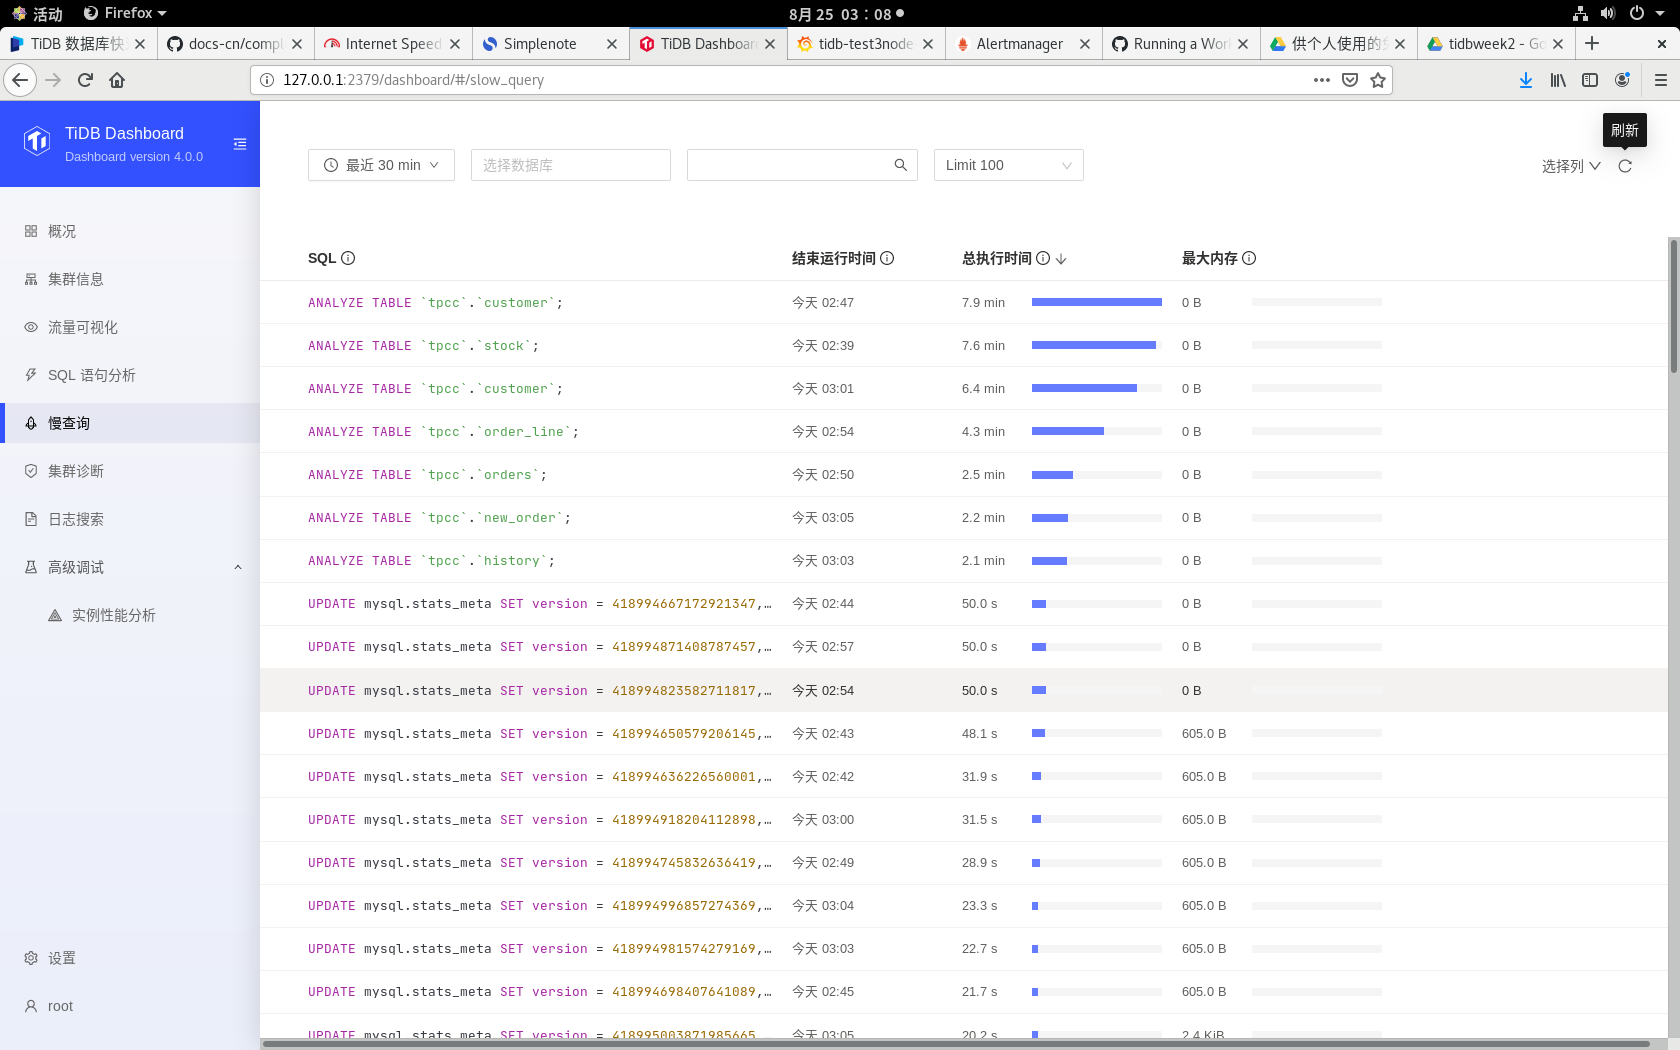 活动 Firefox 8月 25 03：08
TiDB 数据库快 docs-cn/compl Internet Speed Simplenote TiDB Dashboard tidb-test3node Alertmanager Running a Wor 供个人使用的免 tidbweek2 - Go
127.0.0.1:2379/dashboard/#/slow_query
TiDB Dashboard
Dashboard version 4.0.0
概况
集群信息
流量可视化
SQL 语句分析
慢查询
集群诊断
日志搜索
高级调试
实例性能分析
设置
root
刷新
最近 30 min 选择数据库 Limit 100 选择列
SQL 结束运行时间 总执行时间 最大内存
ANALYZE TABLE `tpcc`.`customer`; 今天 02:47 7.9 min 0 B
ANALYZE TABLE `tpcc`.`stock`; 今天 02:39 7.6 min 0 B
ANALYZE TABLE `tpcc`.`customer`; 今天 03:01 6.4 min 0 B
ANALYZE TABLE `tpcc`.`order_line`; 今天 02:54 4.3 min 0 B
ANALYZE TABLE `tpcc`.`orders`; 今天 02:50 2.5 min 0 B
ANALYZE TABLE `tpcc`.`new_order`; 今天 03:05 2.2 min 0 B
ANALYZE TABLE `tpcc`.`history`; 今天 03:03 2.1 min 0 B
UPDATE mysql.stats_meta SET version = 418994667172921347,… 今天 02:44 50.0 s 0 B
UPDATE mysql.stats_meta SET version = 418994871408787457,… 今天 02:57 50.0 s 0 B
UPDATE mysql.stats_meta SET version = 418994823582711817,… 今天 02:54 50.0 s 0 B
UPDATE mysql.stats_meta SET version = 418994650579206145,… 今天 02:43 48.1 s 605.0 B
UPDATE mysql.stats_meta SET version = 418994636226560001,… 今天 02:42 31.9 s 605.0 B
UPDATE mysql.stats_meta SET version = 418994918204112898,… 今天 03:00 31.5 s 605.0 B
UPDATE mysql.stats_meta SET version = 418994745832636419,… 今天 02:49 28.9 s 605.0 B
UPDATE mysql.stats_meta SET version = 418994996857274369,… 今天 03:04 23.3 s 605.0 B
UPDATE mysql.stats_meta SET version = 418994981574279169,… 今天 03:03 22.7 s 605.0 B
UPDATE mysql.stats_meta SET version = 418994698407641089,… 今天 02:45 21.7 s 605.0 B
UPDATE mysql.stats_meta SET version = 418995003871985665,… 今天 03:05 20.2 s 2.4 KiB